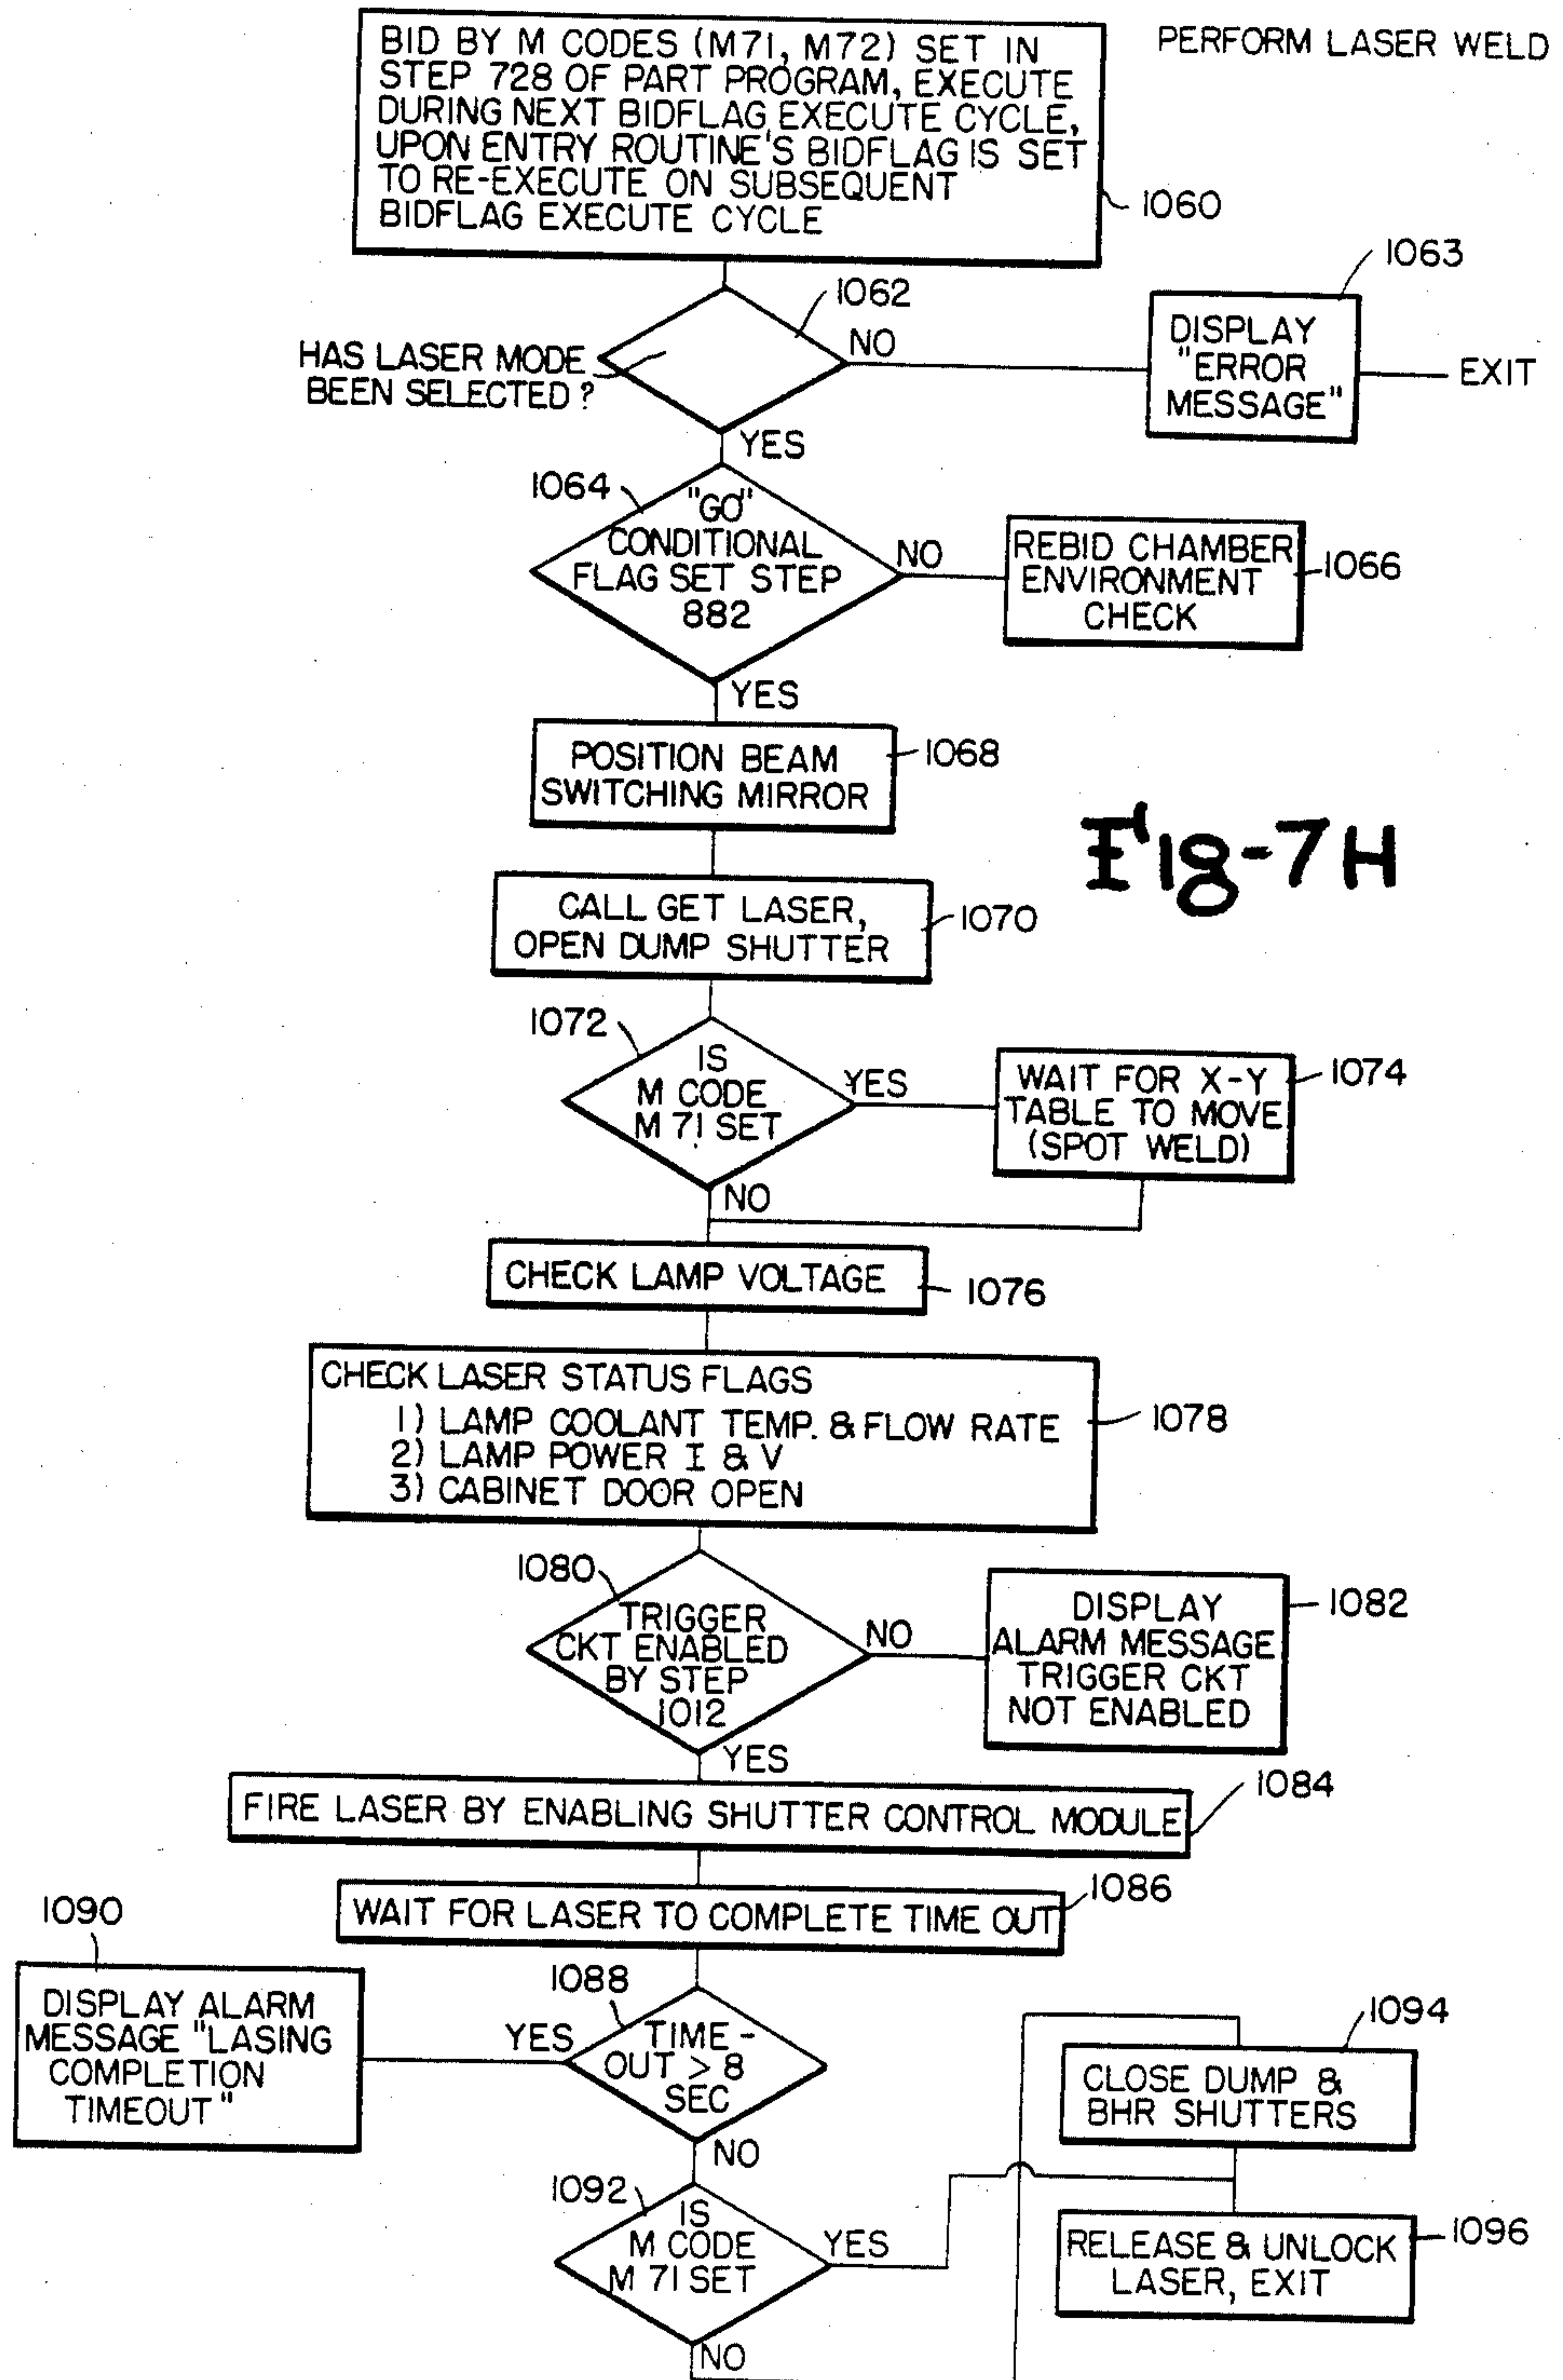 PERFORM LASER WELD
BID BY M CODES (M71, M72) SET IN
STEP 728 OF PART PROGRAM, EXECUTE
DURING NEXT BIDFLAG EXECUTE CYCLE,
UPON ENTRY ROUTINE'S BIDFLAG IS SET
TO RE-EXECUTE ON SUBSEQUENT
BIDFLAG EXECUTE CYCLE
1060
1062
HAS LASER MODE
BEEN SELECTED?
NO
1063
DISPLAY
"ERROR
MESSAGE"
EXIT
YES
1064
"GO"
CONDITIONAL
FLAG SET STEP
882
NO
REBID CHAMBER
ENVIRONMENT
CHECK
1066
YES
POSITION BEAM
SWITCHING MIRROR
1068
Fig-7H
CALL GET LASER,
OPEN DUMP SHUTTER
1070
1072
IS
M CODE
M 71 SET
YES
WAIT FOR X-Y
TABLE TO MOVE
(SPOT WELD)
1074
NO
CHECK LAMP VOLTAGE
1076
CHECK LASER STATUS FLAGS
1) LAMP COOLANT TEMP. & FLOW RATE
2) LAMP POWER I & V
3) CABINET DOOR OPEN
1078
1080
TRIGGER
CKT ENABLED
BY STEP
1012
NO
DISPLAY
ALARM MESSAGE
TRIGGER CKT
NOT ENABLED
1082
YES
FIRE LASER BY ENABLING SHUTTER CONTROL MODULE
1084
WAIT FOR LASER TO COMPLETE TIME OUT
1086
1088
TIME-
OUT > 8
SEC
YES
1090
DISPLAY ALARM
MESSAGE "LASING
COMPLETION
TIMEOUT"
NO
1092
IS
M CODE
M 71 SET
YES
1094
CLOSE DUMP &
BHR SHUTTERS
RELEASE & UNLOCK
LASER, EXIT
1096
NO